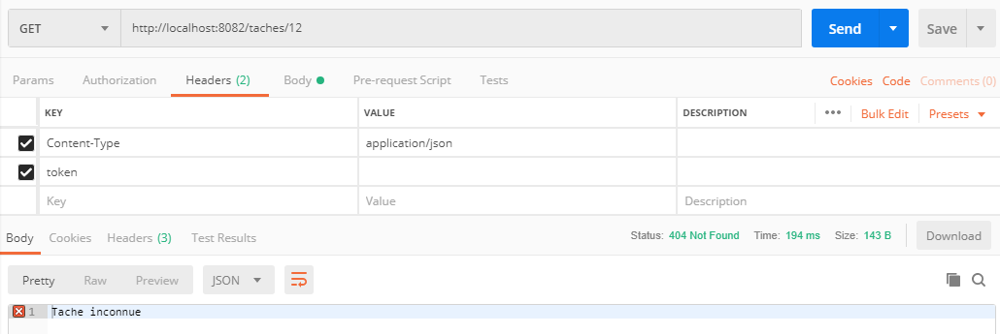 GET http://localhost:8082/taches/12 Send Save
Params Authorization Headers (2) Body Pre-request Script Tests Cookies Code Comments (0)
KEY VALUE DESCRIPTION ••• Bulk Edit Presets
Content-Type application/json
token
Key Value Description
Body Cookies Headers (3) Test Results Status: 404 Not Found Time: 194 ms Size: 143 B Download
Pretty Raw Preview JSON
1 Tache inconnue